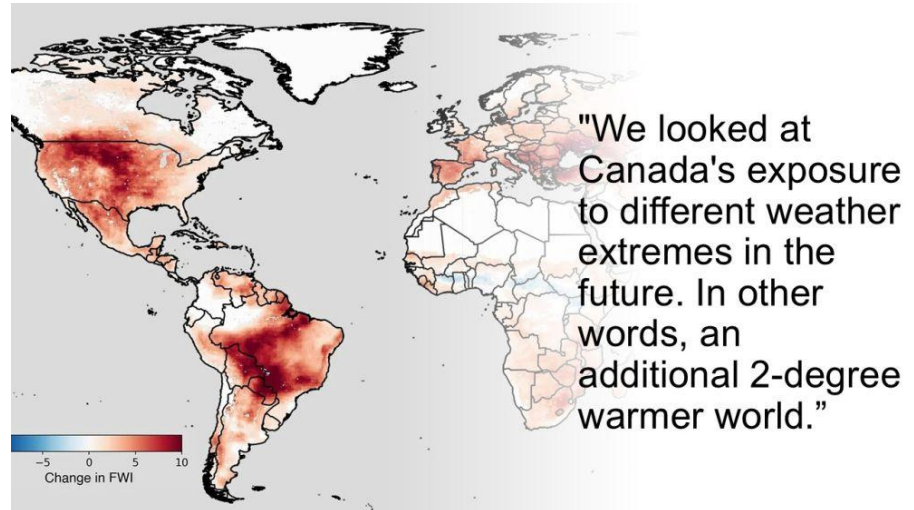 "We looked at
Canada's exposure
to different weather
extremes in the
future. In other
words, an
additional 2-degree
warmer world.”
−5 0 5 10
Change in FWI